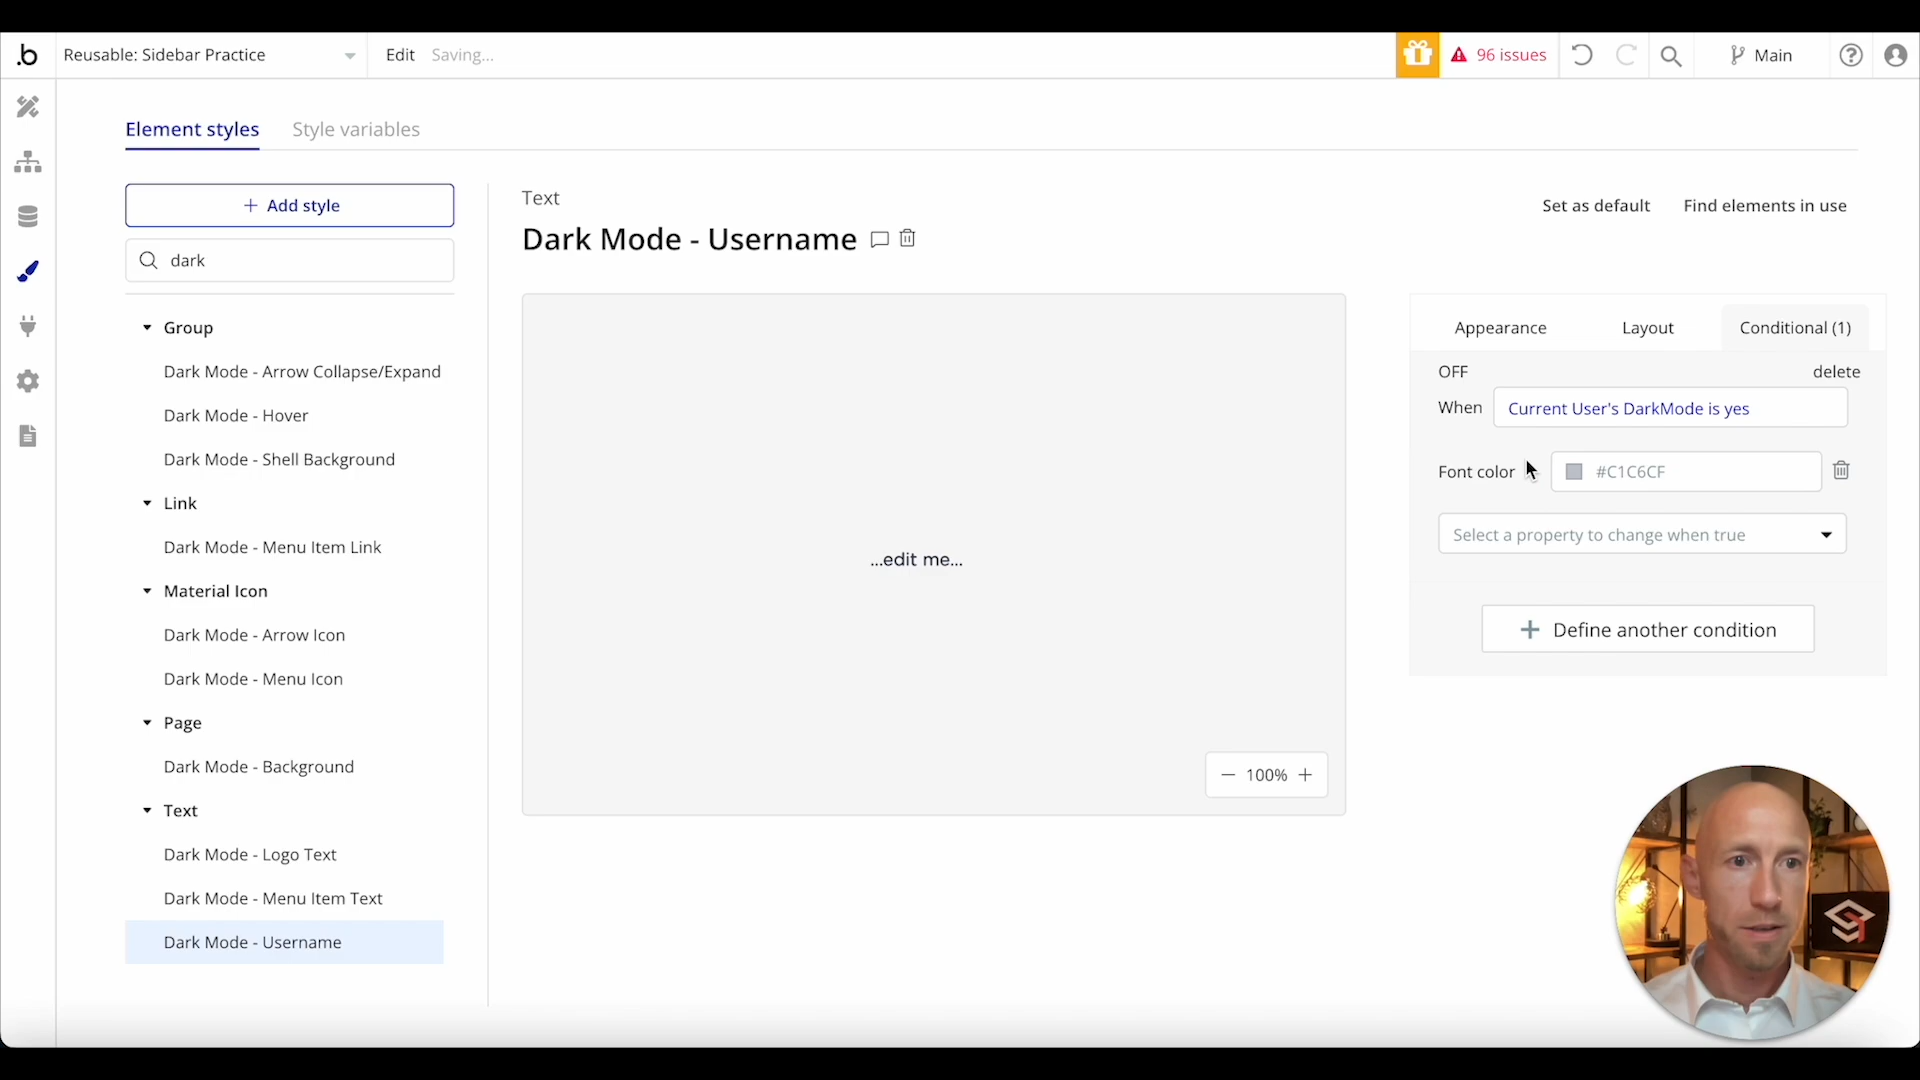 .b
Reusable: Sidebar Practice
Edit
Saving...
96 issues
Main
Element styles
Style variables
+ Add style
dark
Group
Dark Mode - Arrow Collapse/Expand
Dark Mode - Hover
Dark Mode - Shell Background
Link
Dark Mode - Menu Item Link
Material Icon
Dark Mode - Arrow Icon
Dark Mode - Menu Icon
Page
Dark Mode - Background
Text
Dark Mode - Logo Text
Dark Mode - Menu Item Text
Dark Mode - Username
Text
Dark Mode - Username
Set as default
Find elements in use
...edit me...
100%
Appearance
Layout
Conditional (1)
OFF
delete
When
Current User's DarkMode is yes
Font color
#C1C6CF
Select a property to change when true
+ Define another condition